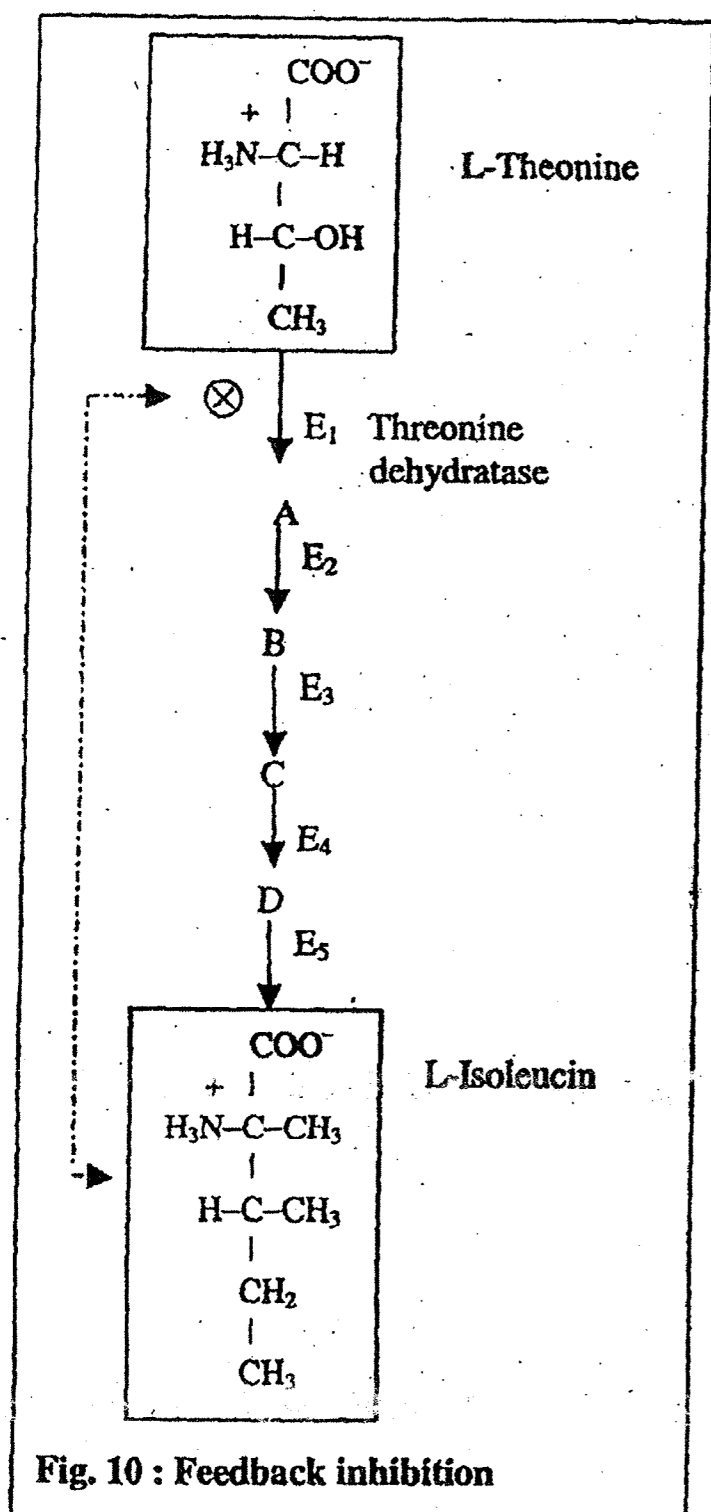 COO⁻
+ |
H₃N–C–H
|
H–C–OH
|
CH₃
L-Theonine
⊗
E₁ Threonine
dehydratase
A
E₂
B
E₃
C
E₄
D
E₅
COO⁻
+ |
H₃N–C–CH₃
|
H–C–CH₃
|
CH₂
|
CH₃
L-Isoleucin
Fig. 10 : Feedback inhibition